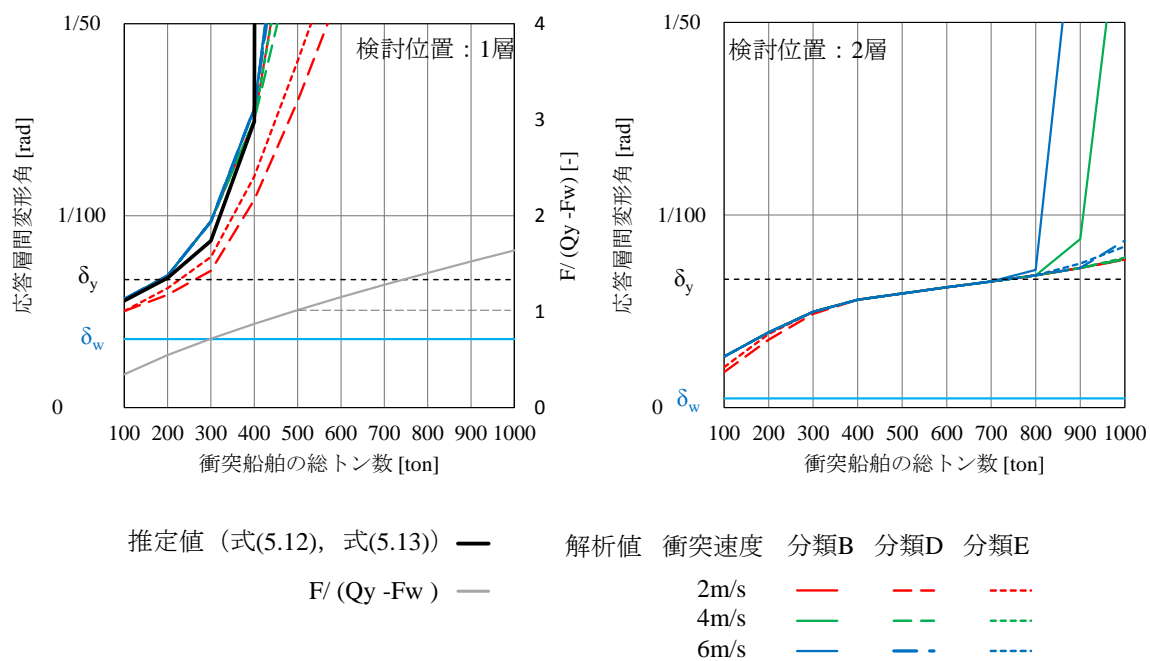 検討位置：1層
応答層間変形角 [rad]
1/50
1/100
δy
δw
0
4
3
2
1
0
F/ (Qy -Fw) [-]
100 200 300 400 500 600 700 800 900 1000
衝突船舶の総トン数 [ton]
検討位置：2層
応答層間変形角 [rad]
1/50
1/100
δy
0 δw
100 200 300 400 500 600 700 800 900 1000
衝突船舶の総トン数 [ton]
推定値（式(5.12)，式(5.13)）
F/ (Qy -Fw )
解析値 衝突速度 分類B 分類D 分類E
2m/s
4m/s
6m/s